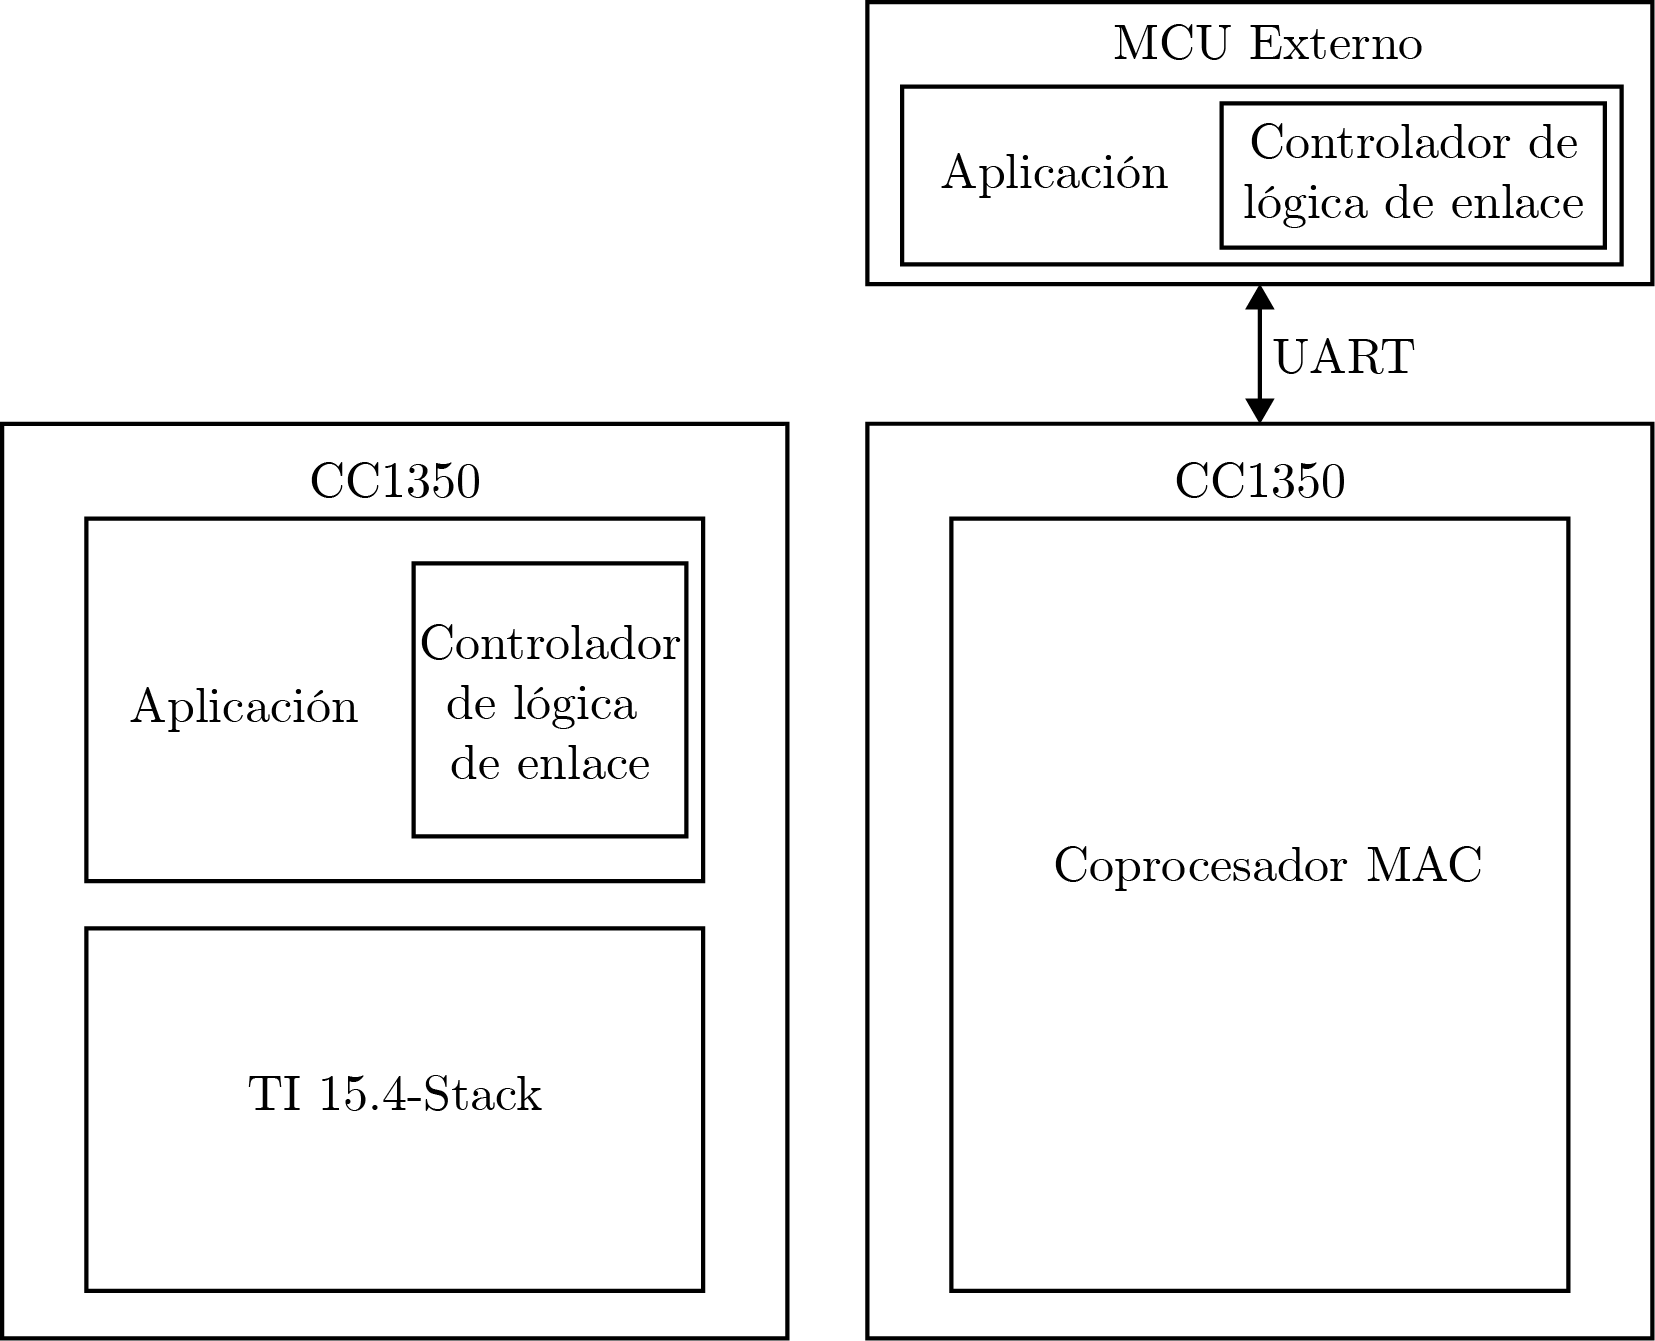 MCU Externo
Aplicación
Controlador de
lógica de enlace
UART
CC1350
Aplicación
Controlador
de lógica
de enlace
TI 15.4-Stack
CC1350
Coprocesador MAC